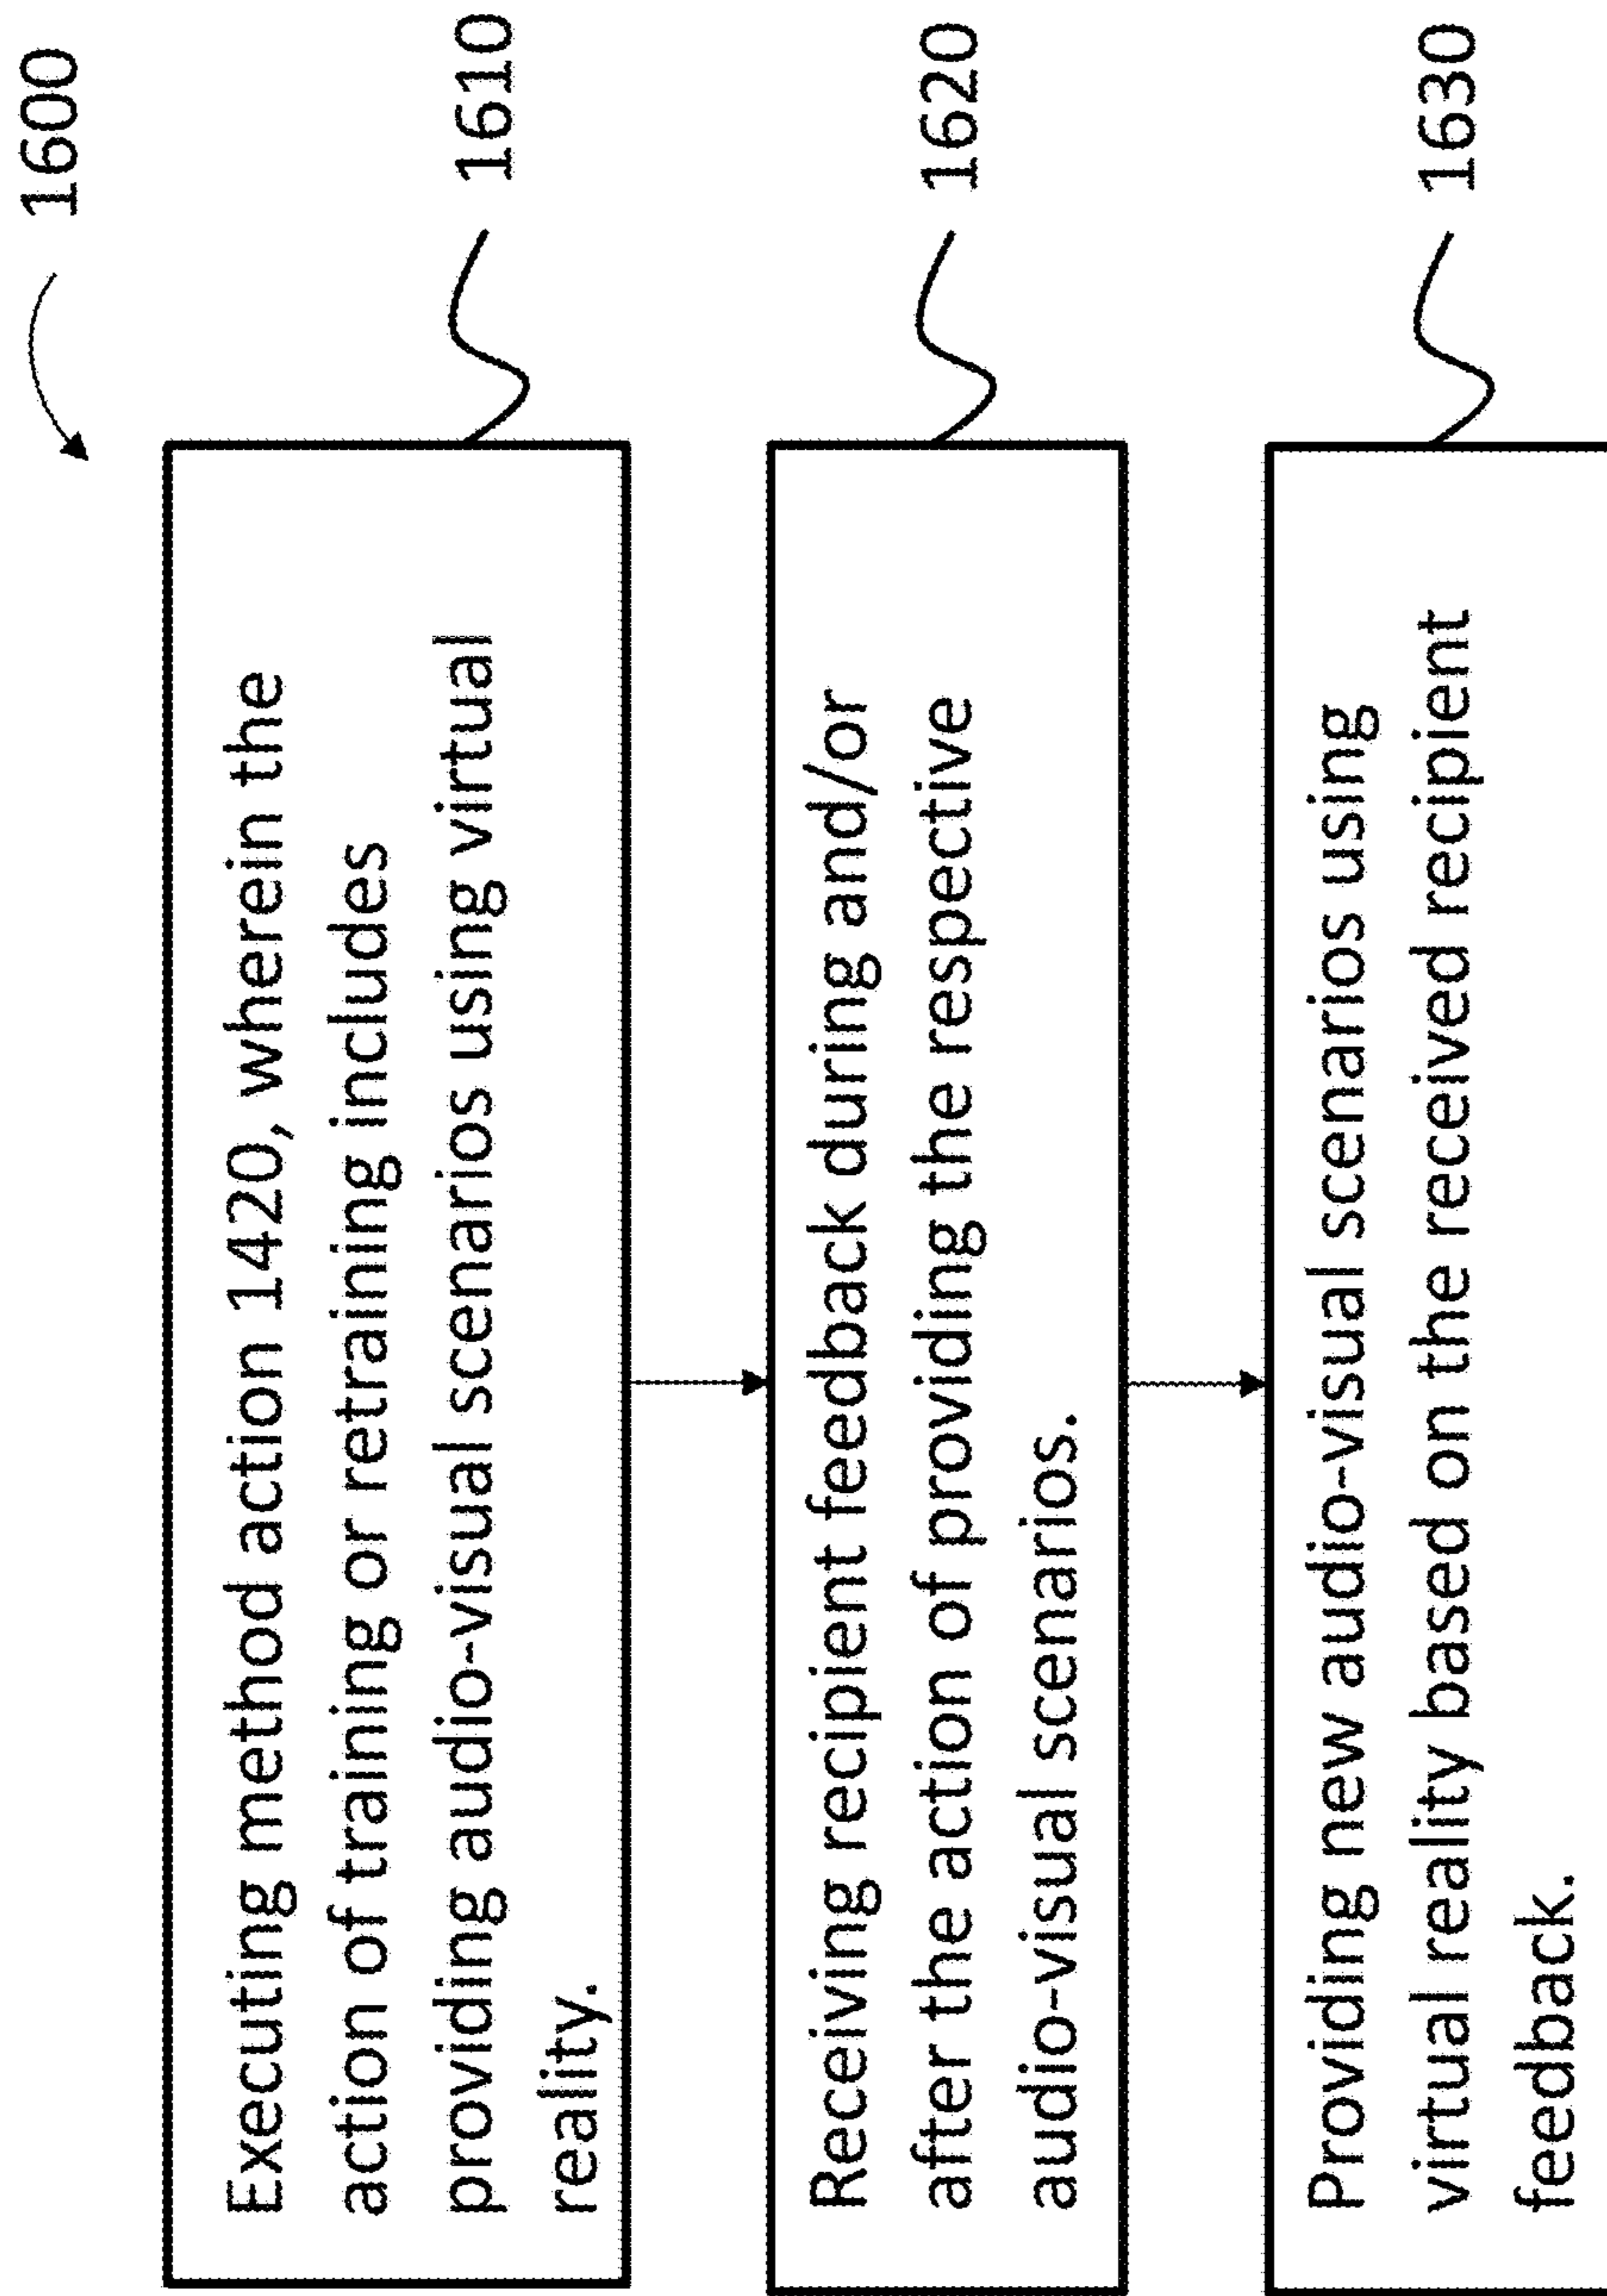 1600
Executing method action 1420, wherein the
action of training or retraining includes
providing audio-visual scenarios using virtual
reality.
1610
Receiving recipient feedback during and/or
after the action of providing the respective
audio-visual scenarios.
1620
Providing new audio-visual scenarios using
virtual reality based on the received recipient
feedback.
1630